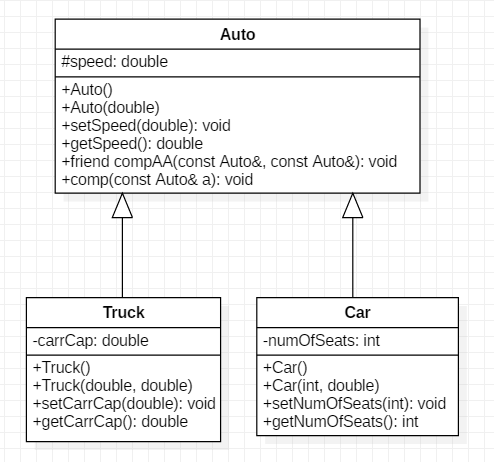 Auto
#speed: double
+Auto()
+Auto(double)
+setSpeed(double): void
+getSpeed(): double
+friend compAA(const Auto&, const Auto&): void
+comp(const Auto& a): void
Truck
-carrCap: double
+Truck()
+Truck(double, double)
+setCarrCap(double): void
+getCarrCap(): double
Car
-numOfSeats: int
+Car()
+Car(int, double)
+setNumOfSeats(int): void
+getNumOfSeats(): int